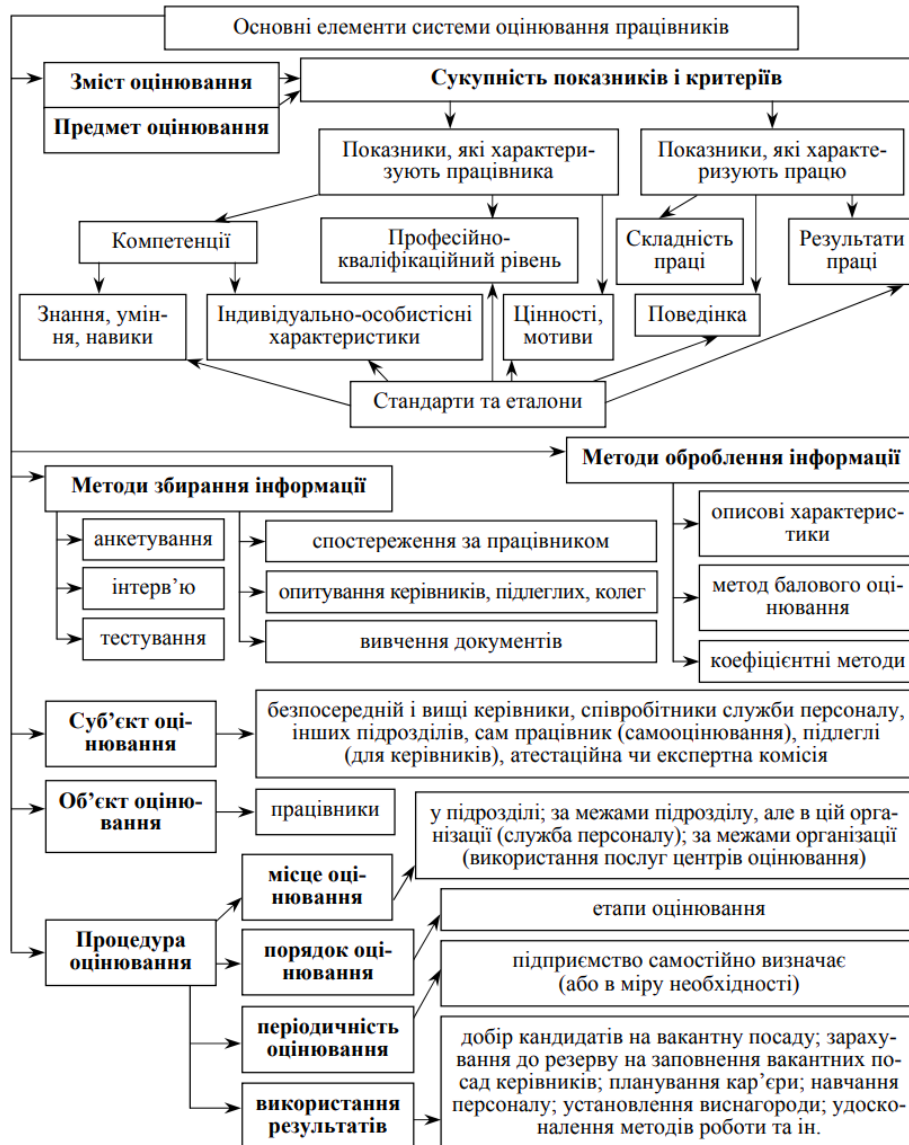 Основні елементи системи оцінювання працівників
Зміст оцінювання
Предмет оцінювання
Сукупність показників і критеріїв
Показники, які характери-
зують працівника
Показники, які характе-
ризують працю
Компетенції
Професійно-
кваліфікаційний рівень
Складність
праці
Результати
праці
Знання, умін-
ня, навики
Індивідуально-особистісні
характеристики
Цінності,
мотиви
Поведінка
Стандарти та еталони
Методи оброблення інформації
Методи збирання інформації
описові характерис-
тики
анкетування
спостереження за працівником
інтерв’ю
опитування керівників, підлеглих, колег
метод балового оці-
нювання
тестування
вивчення документів
коефіцієнтні методи
Суб’єкт оці-
нювання
безпосередній і вищі керівники, співробітники служби персоналу,
інших підрозділів, сам працівник (самооцінювання), підлеглі
(для керівників), атестаційна чи експертна комісія
Об’єкт оціню-
вання
працівники
у підрозділі; за межами підрозділу, але в цій орга-
нізації (служба персоналу); за межами організації
(використання послуг центрів оцінювання)
місце оці-
нювання
Процедура
оцінювання
порядок оці-
нювання
етапи оцінювання
періодичність
оцінювання
підприємство самостійно визначає
(або в міру необхідності)
використання
результатів
добір кандидатів на вакантну посаду; зараху-
вання до резерву на заповнення вакантних по-
сад керівників; планування кар’єри; навчання
персоналу; установлення виснагороди; удоско-
налення методів роботи та ін.